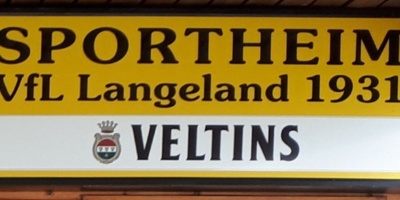 SPORTHEIM
VfL Langeland 1931
VELTINS